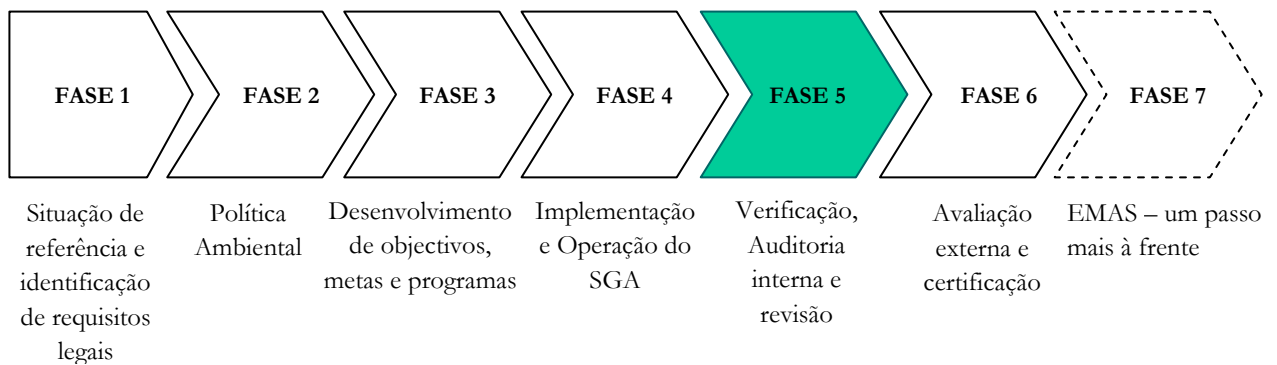 FASE 1
FASE 2
FASE 3
FASE 4
FASE 5
FASE 6
FASE 7
Situação de
referência e
identificação
de requisitos
legais
Política
Ambiental
Desenvolvimento
de objectivos,
metas e programas
Implementação
e Operação do
SGA
Verificação,
Auditoria
interna e
revisão
Avaliação
externa e
certificação
EMAS – um passo
mais à frente